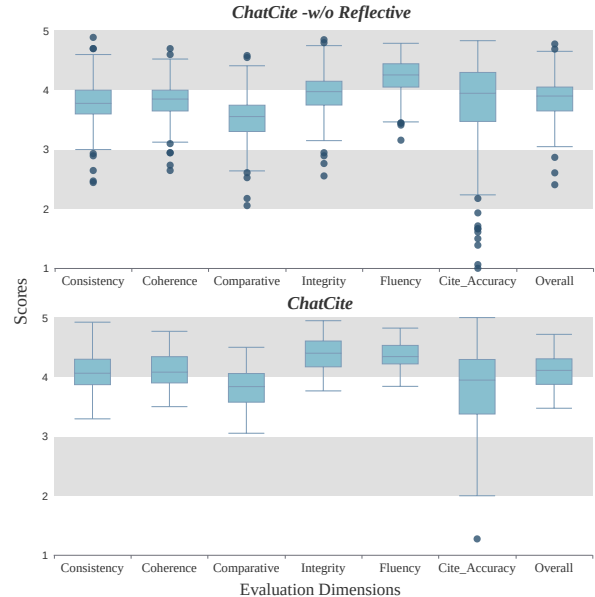 ChatCite -w/o Reflective
5
4
3
2
1
Consistency Coherence Comparative Integrity Fluency Cite_Accuracy Overall
Scores
ChatCite
5
4
3
2
1
Consistency Coherence Comparative Integrity Fluency Cite_Accuracy Overall
Evaluation Dimensions